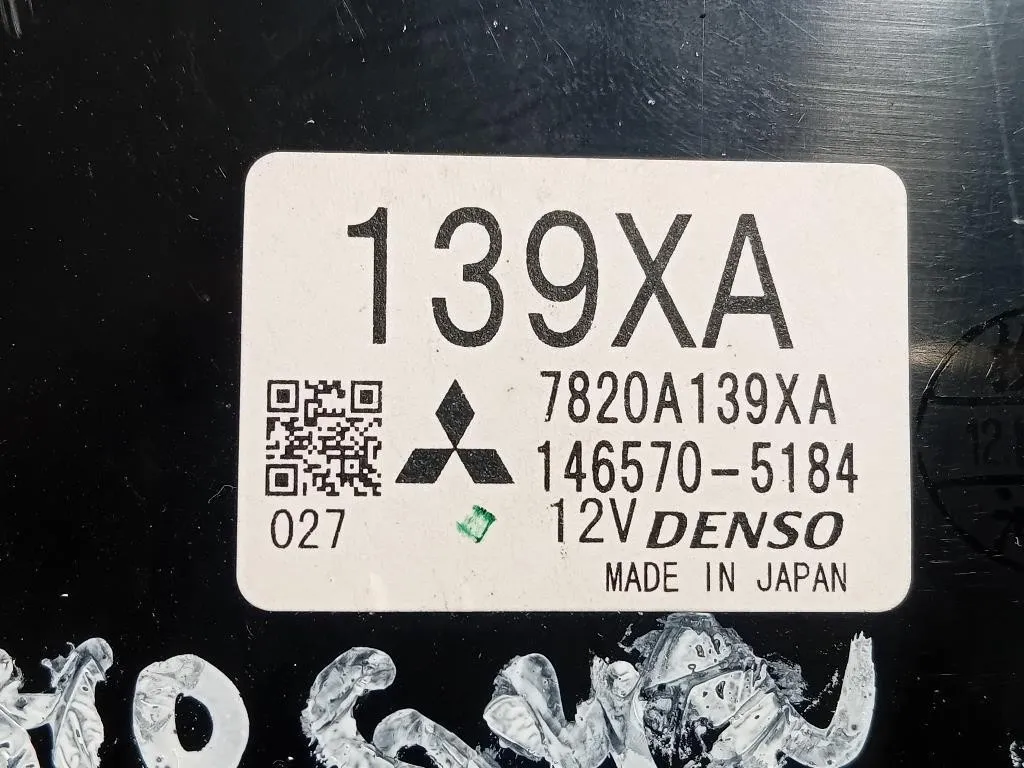 139XA
7820A139XA
146570-5184
027
12V DENSO
MADE IN JAPAN